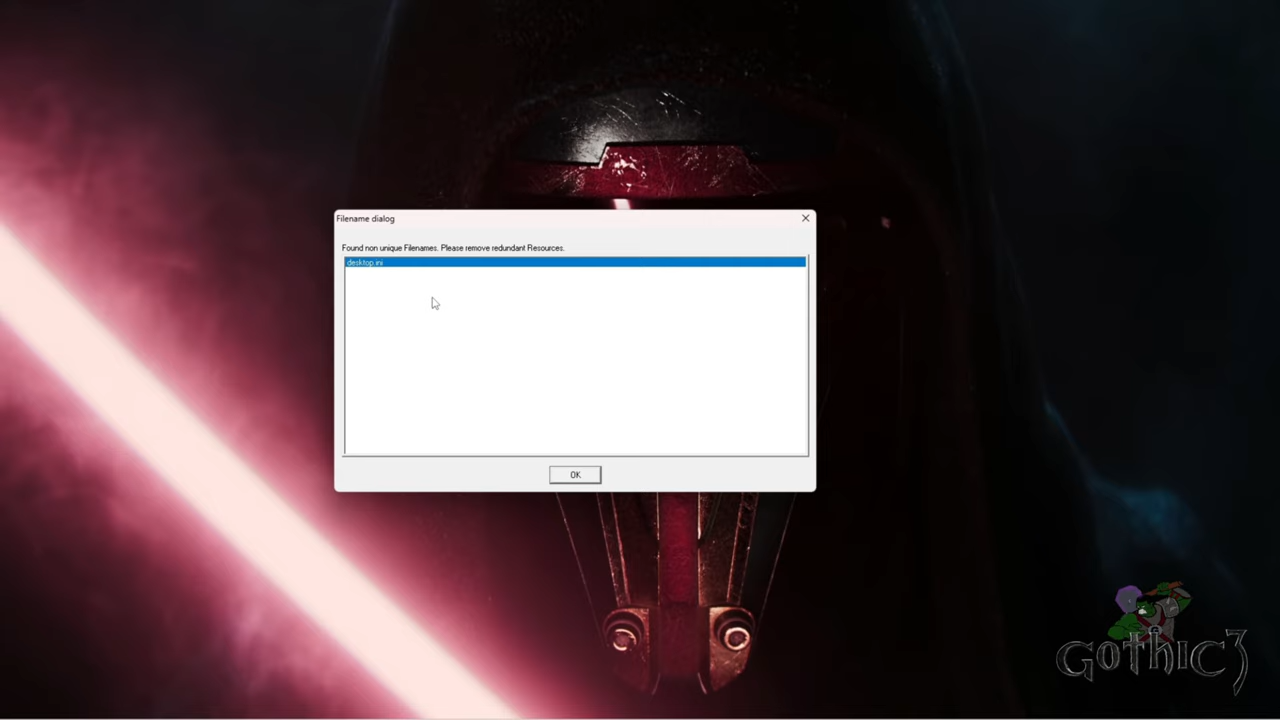 Filename dialog
Found non unique Filenames. Please remove redundant Resources.
desktop.ini
OK
GOTHIC3